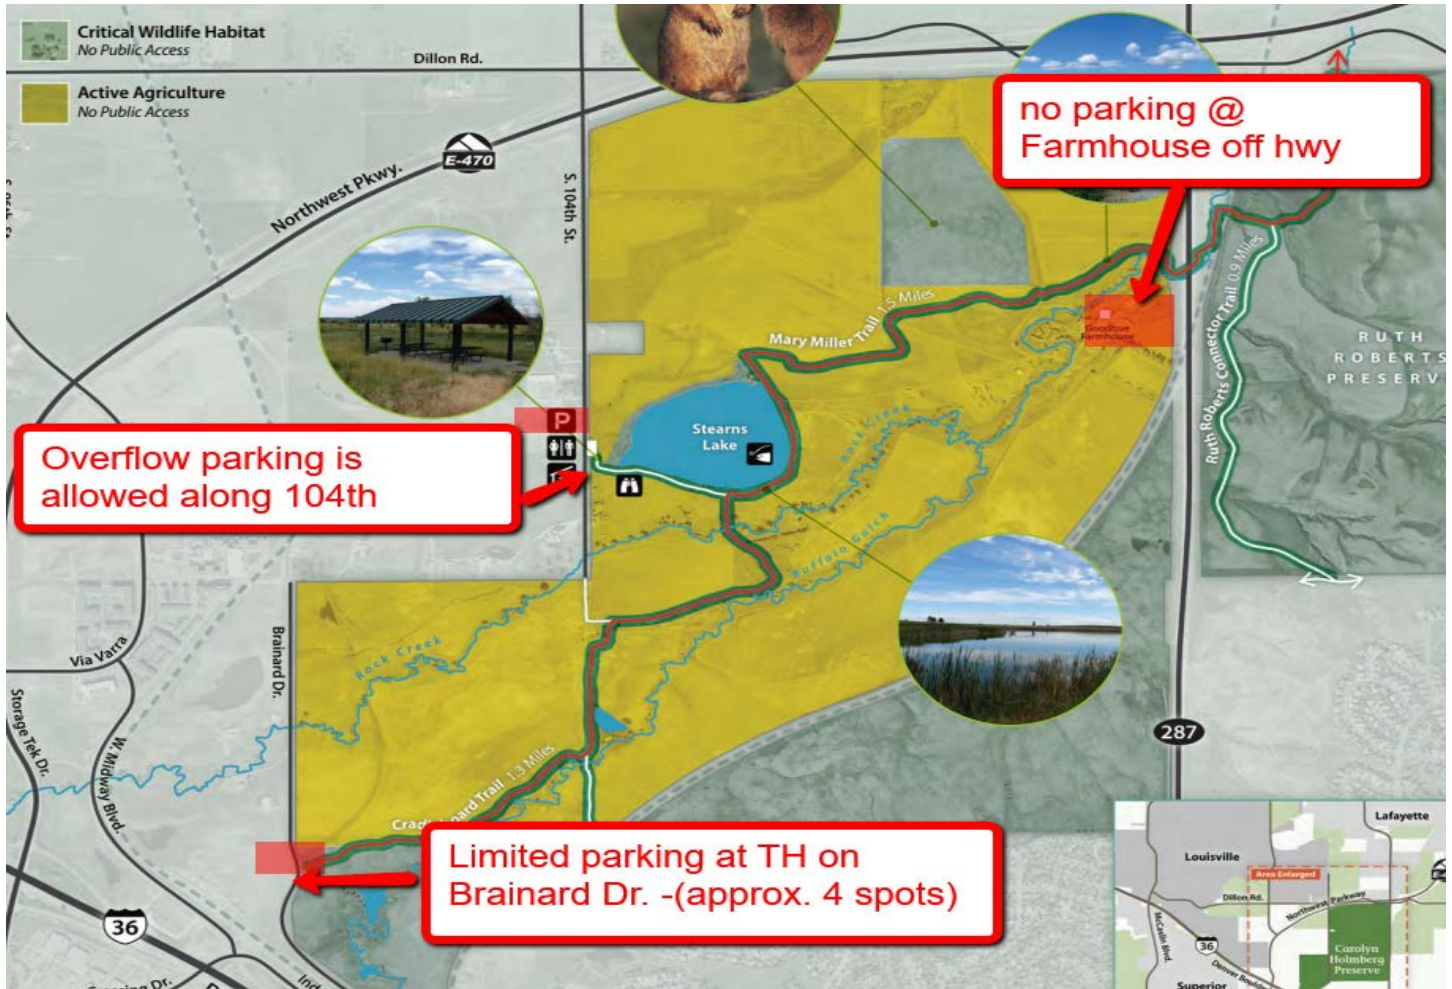 Critical Wildlife Habitat
No Public Access
Active Agriculture
No Public Access
Dillon Rd.
E-470
Northwest Pkwy.
S. 104th St.
no parking @
Farmhouse off hwy
Mary Miller Trail 1.5 Miles
Goodhue
Farmhouse
Ruth Roberts Connector Trail 0.9 Miles
RUTH
ROBERTS
PRESERV
P
Overflow parking is
allowed along 104th
Stearns
Lake
Rock Creek
Buffalo Gulch
Rock Creek
Brainard Dr.
Via Varra
Storage Tek Dr.
W. Midway Blvd.
287
Trail 1.3 Miles
Limited parking at TH on
Brainard Dr. -(approx. 4 spots)
36
Lafayette
Louisville
Area Enlarged
Dillon Rd.
Northwest Parkway
McCaslin Blvd.
36
Carolyn
Holmberg
Preserve
Superior